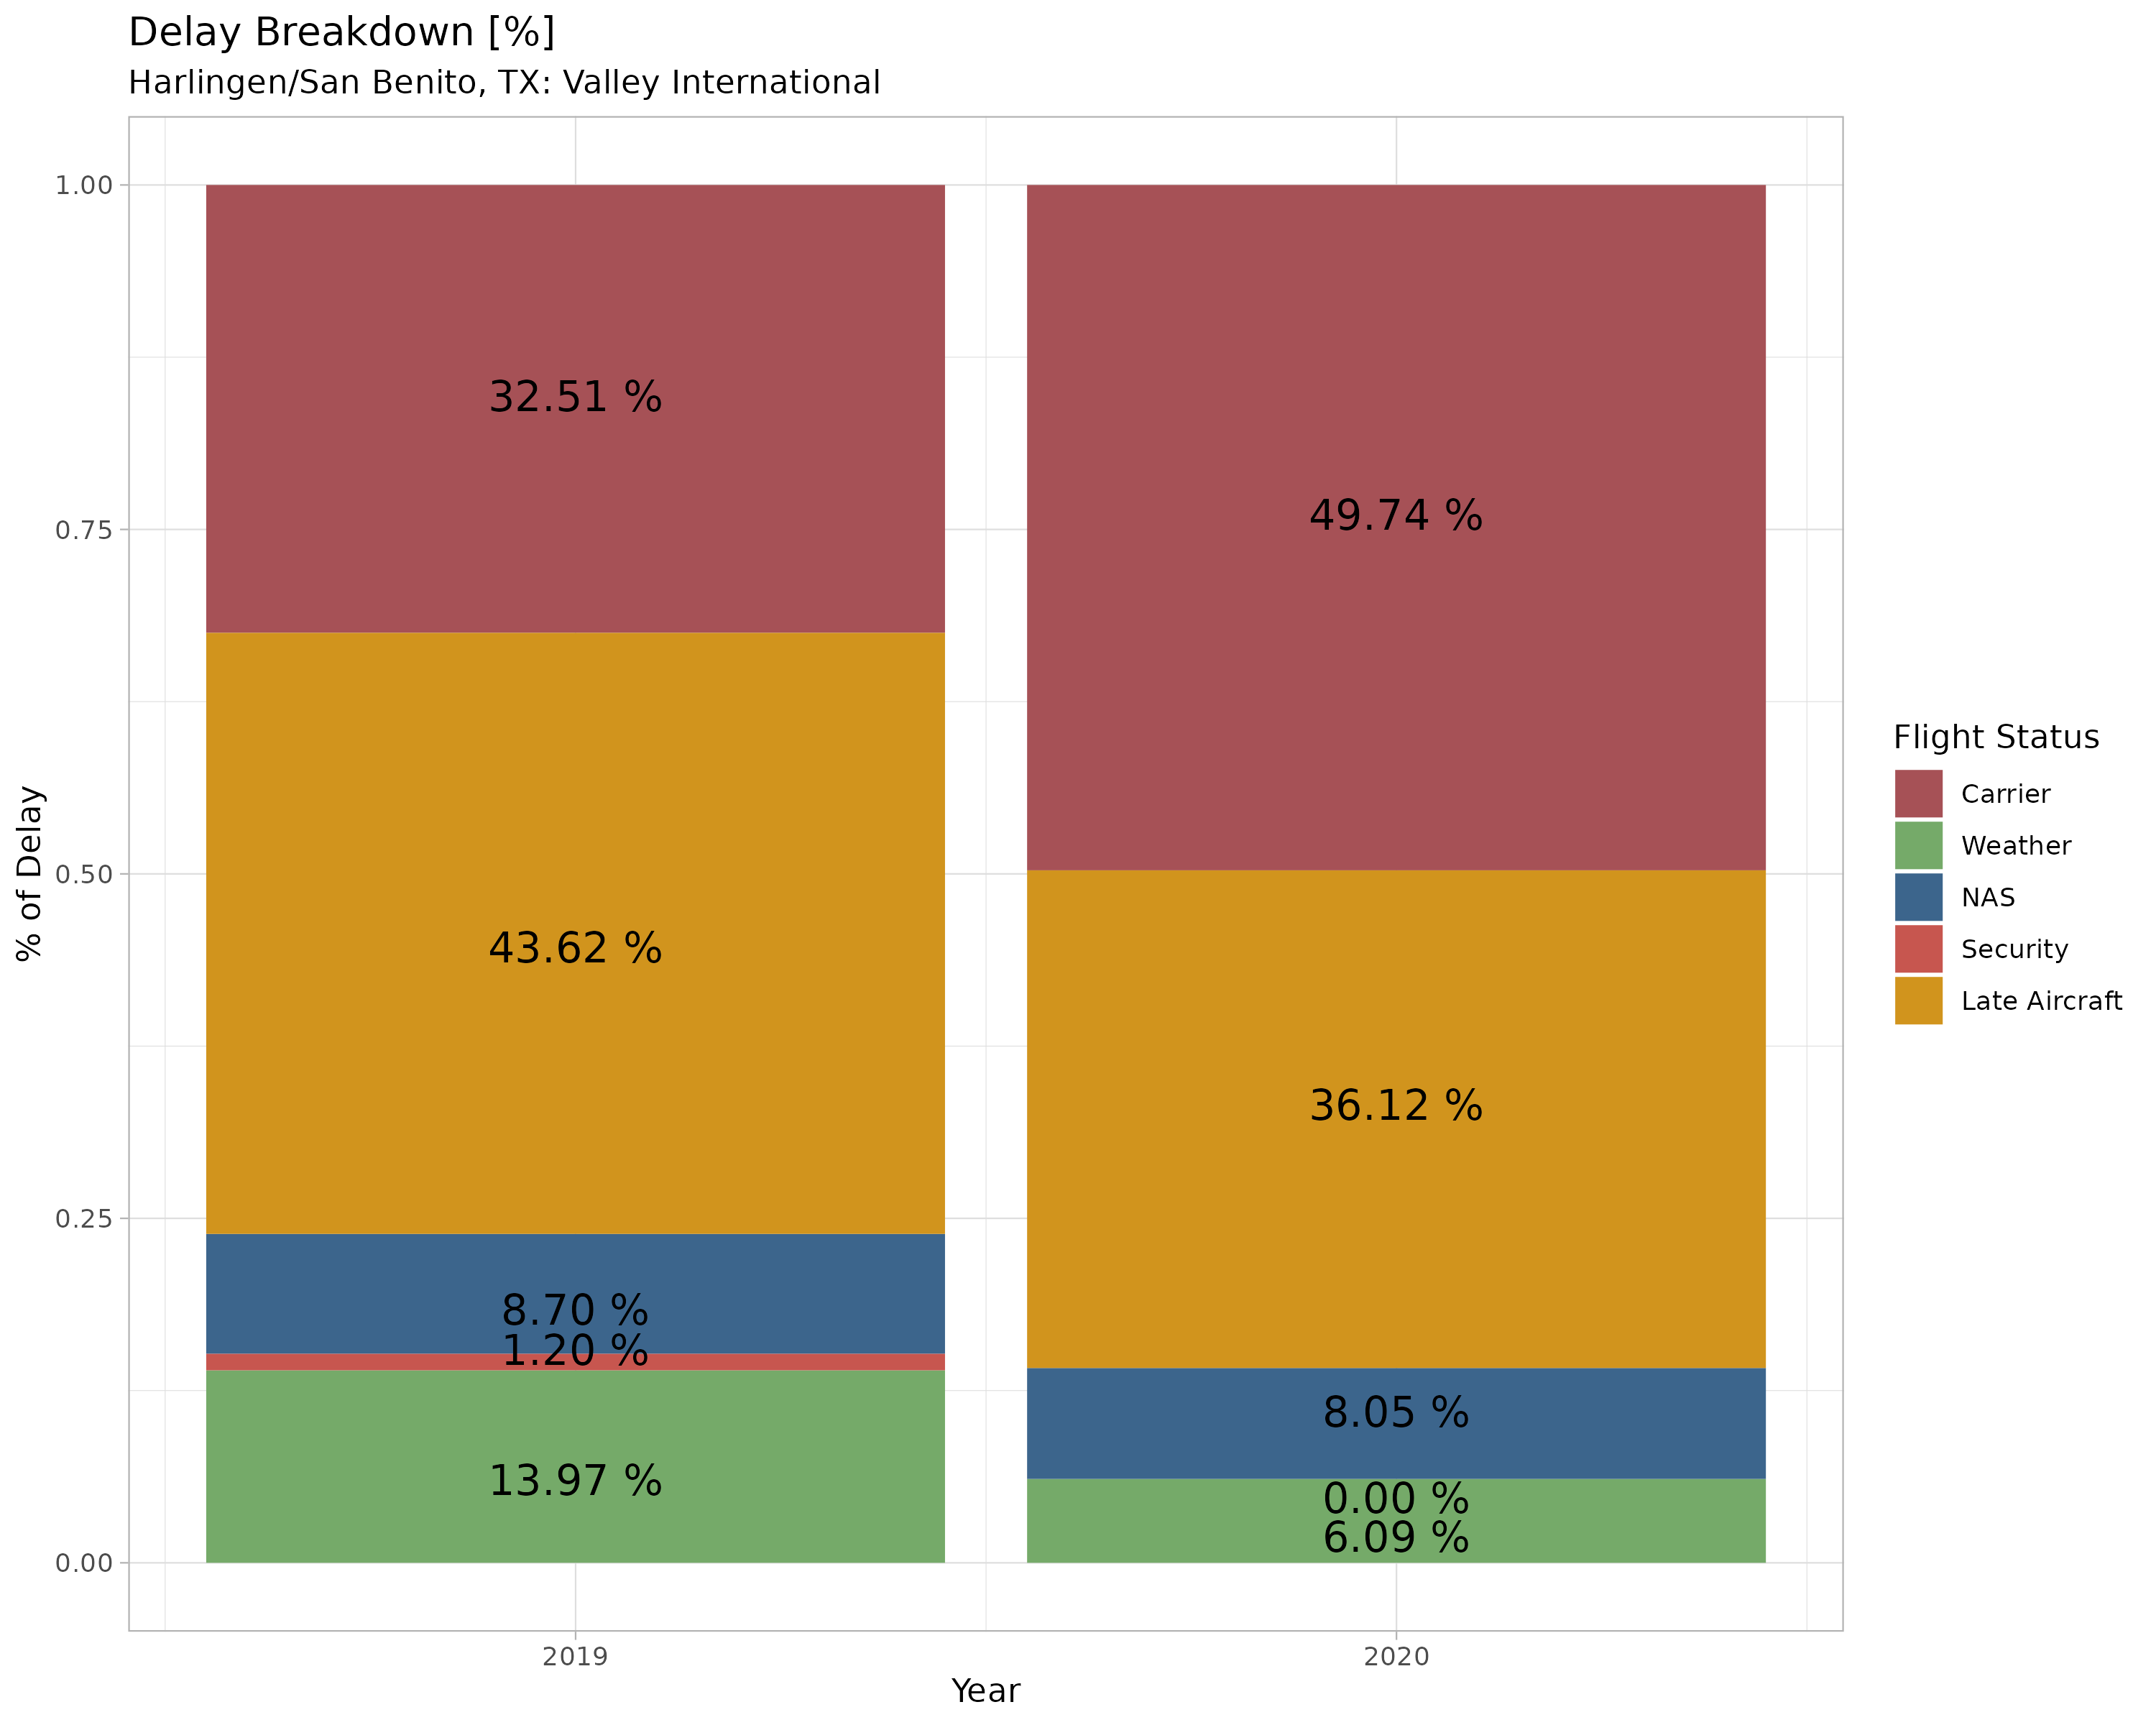 Delay Breakdown [%]
Harlingen/San Benito, TX: Valley International
% of Delay
1.00
0.75
0.50
0.25
0.00
32.51 %
43.62 %
8.70 %
1.20 %
13.97 %
49.74 %
36.12 %
8.05 %
0.00 %
6.09 %
2019
2020
Year
Flight Status
Carrier
Weather
NAS
Security
Late Aircraft